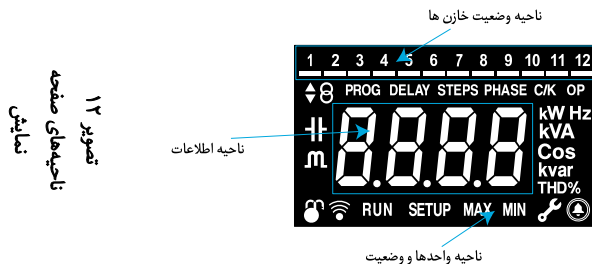 ناحیه وضعیت خازن ها
1 2 3 4 5 6 7 8 9 10 11 12
PROG DELAY STEPS PHASE C/K OP
kW Hz
kVA
Cos
kvar
THD%
8.8.8.8
RUN SETUP MAX MIN
ناحیه اطلاعات
ناحیه واحدها و وضعیت
تصویر ۱۲
ناحیه‌های صفحه
نمایش